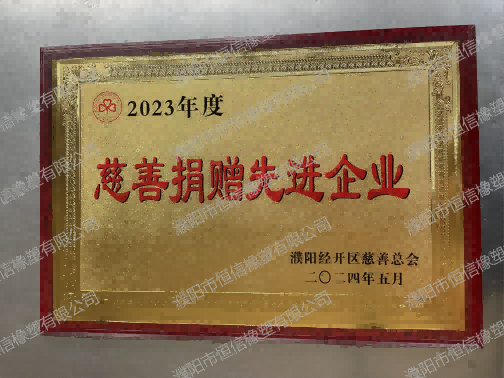 2023年度
慈善捐赠先进企业
濮阳经开区慈善总会
二〇二四年五月
濮阳市恒信橡塑有限公司